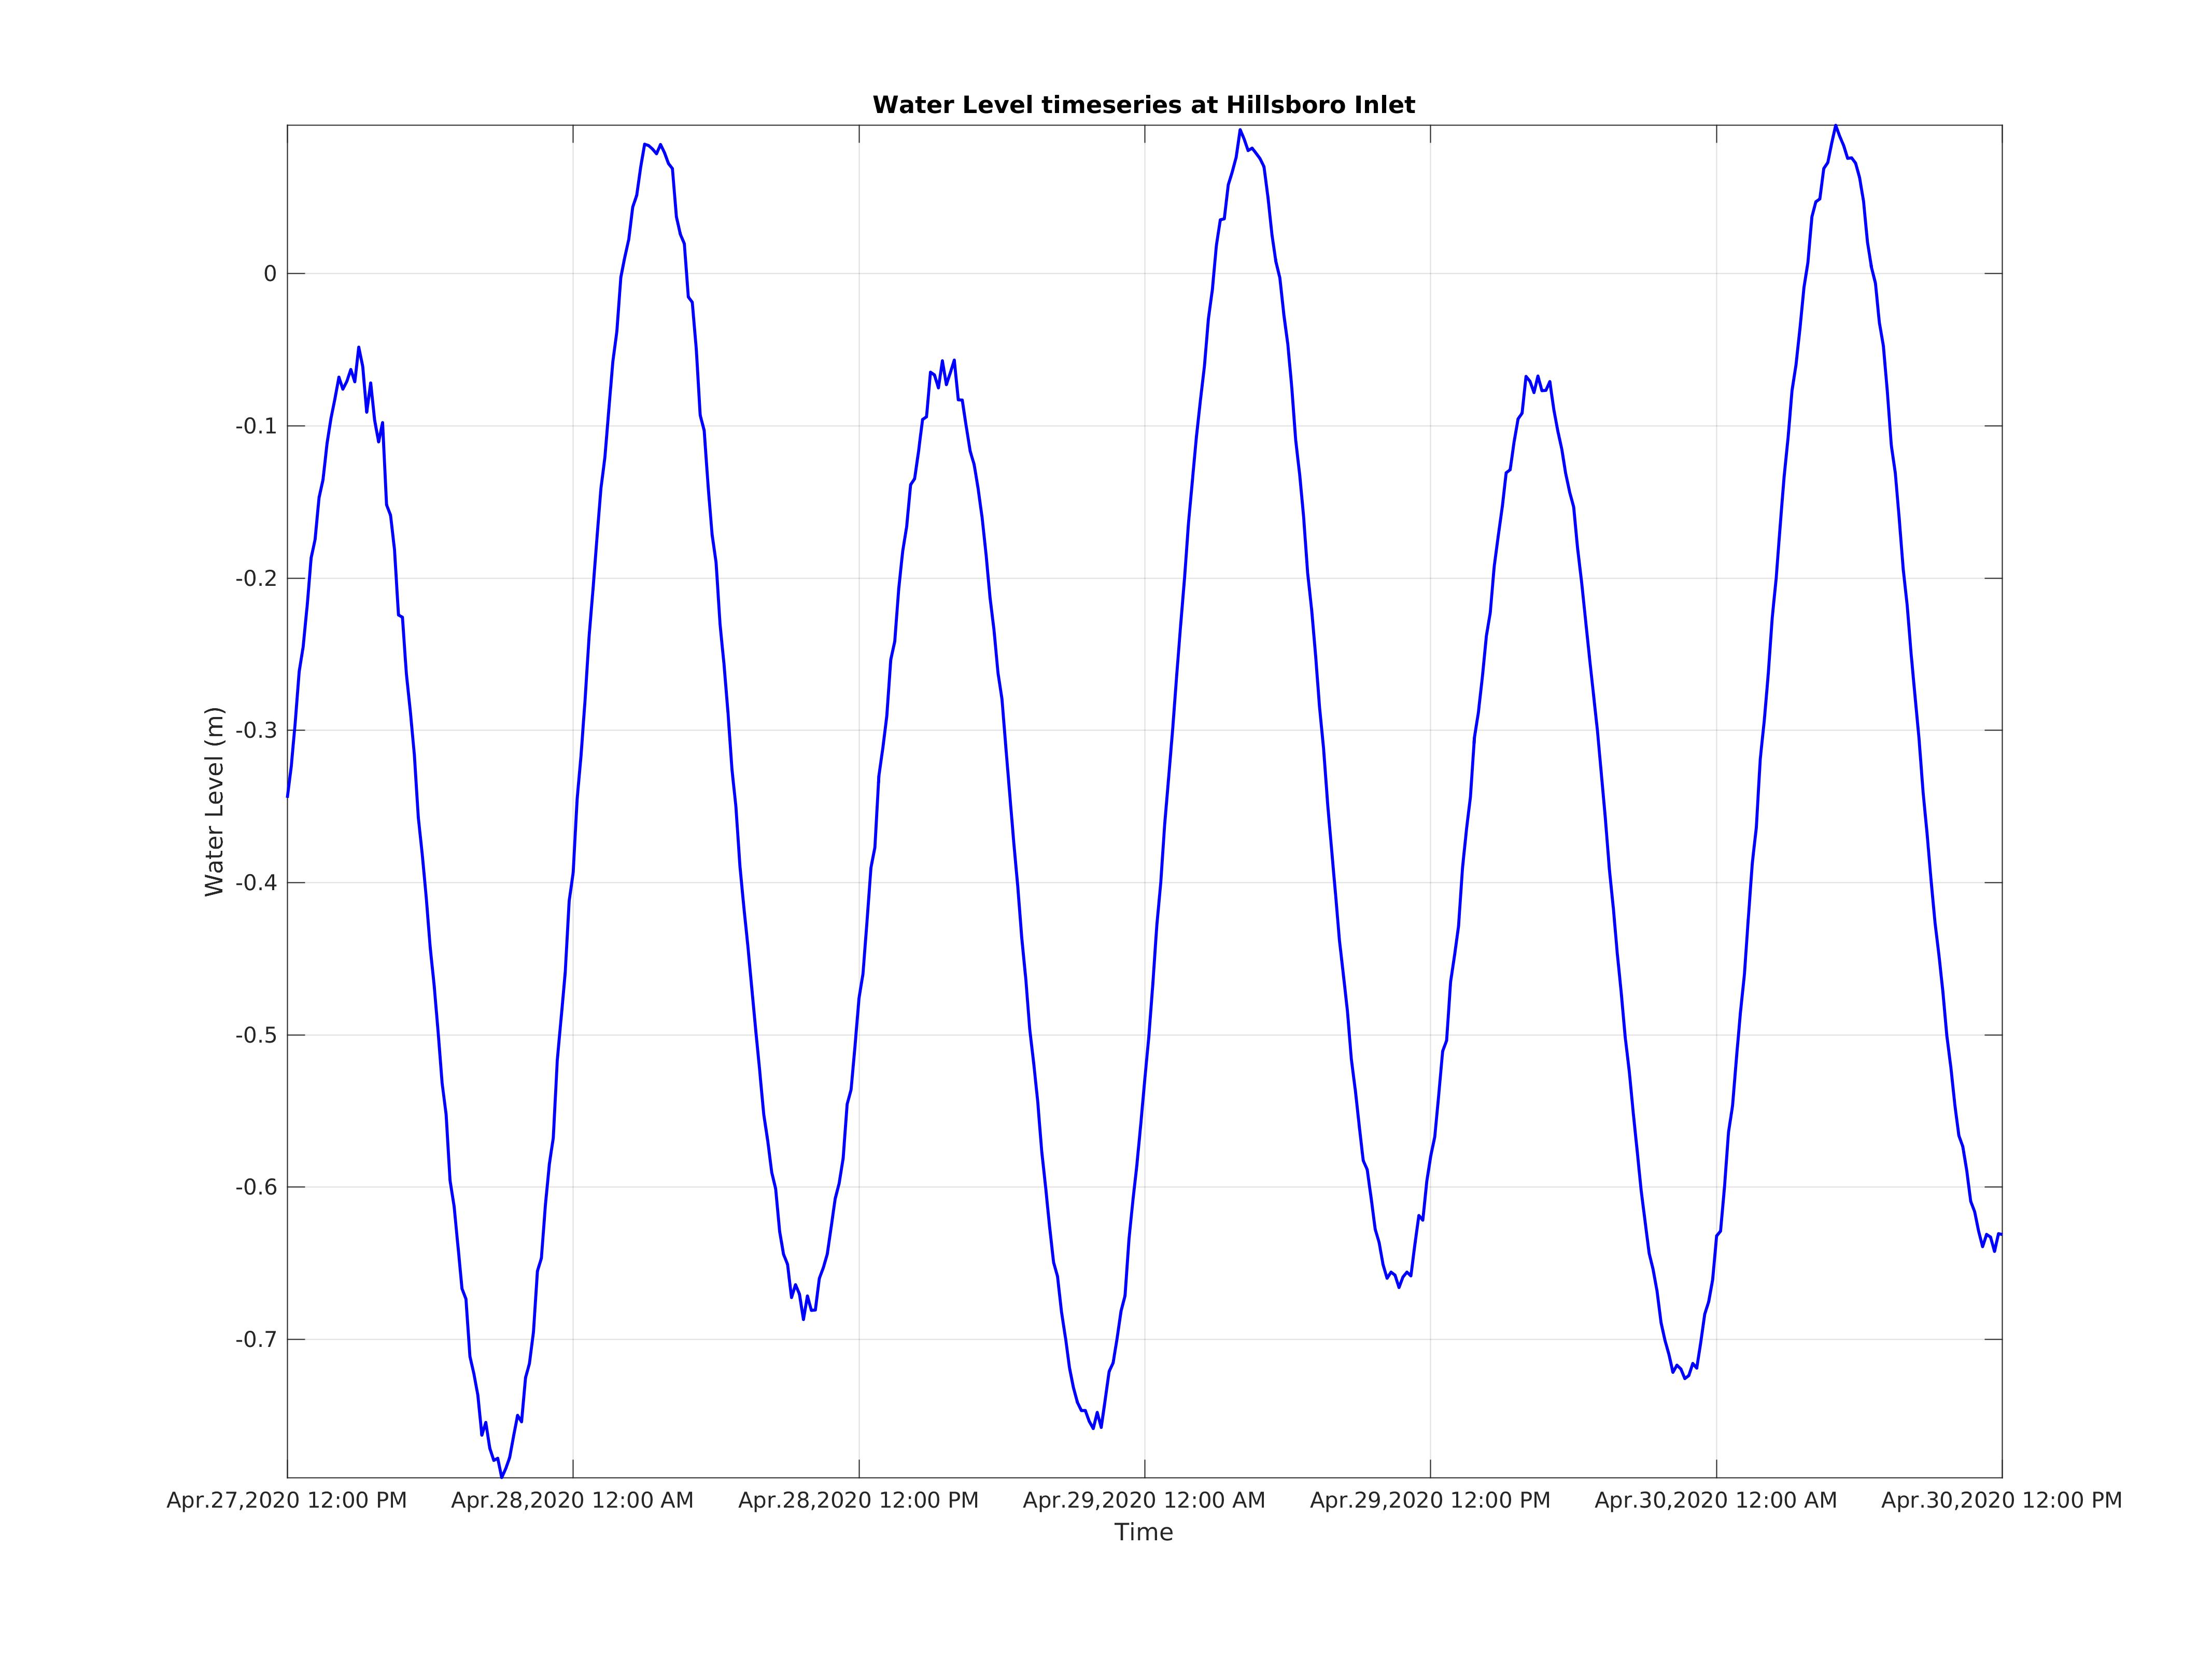 Water Level timeseries at Hillsboro Inlet
Water Level (m)
0
-0.1
-0.2
-0.3
-0.4
-0.5
-0.6
-0.7
Apr.27,2020 12:00 PM
Apr.28,2020 12:00 AM
Apr.28,2020 12:00 PM
Apr.29,2020 12:00 AM
Apr.29,2020 12:00 PM
Apr.30,2020 12:00 AM
Apr.30,2020 12:00 PM
Time